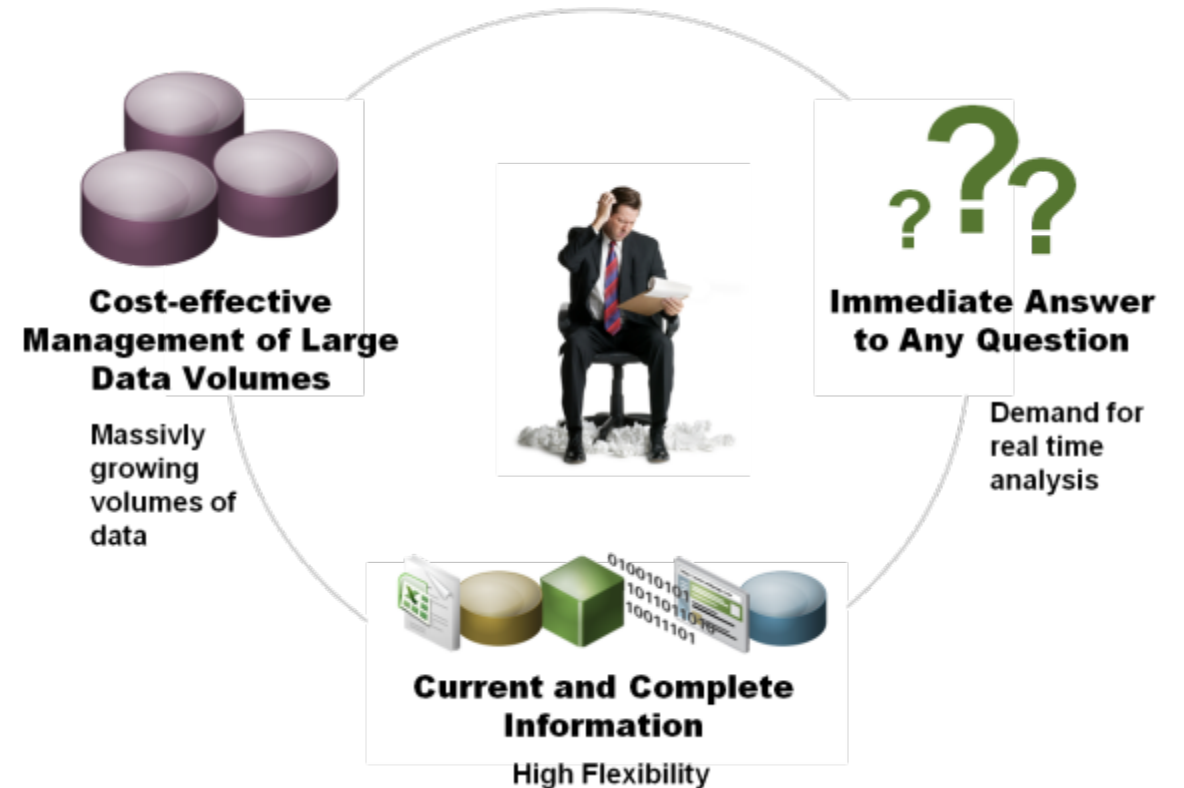 Cost-effective
Management of Large
Data Volumes
Massivly
growing
volumes of
data
???
Immediate Answer
to Any Question
Demand for
real time
analysis
X
010010101
1011011010
10011101
Current and Complete
Information
High Flexibility